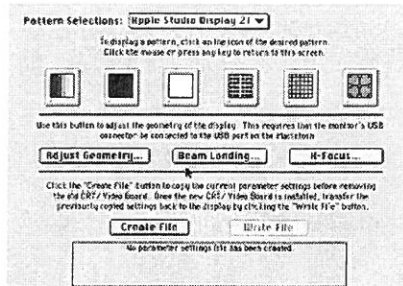 Pattern Selections: Apple Studio Display 21
To display a pattern, click on the icon of the desired pattern.
Click the mouse or press any key to return to this screen.
Use this button to adjust the geometry of the display. This requires that the monitor's USB
connector be connected to the USB port on the Macintosh
Adjust Geometry... Beam Landing... H-Focus...
Click the "Create File" button to copy the current parameter settings before removing
the old CRT/ Video Board. Once the new CRT/ Video Board is installed, transfer the
previously copied settings back to the display by clicking the "Write File" button.
Create File Write File
No parameter settings file has been created.